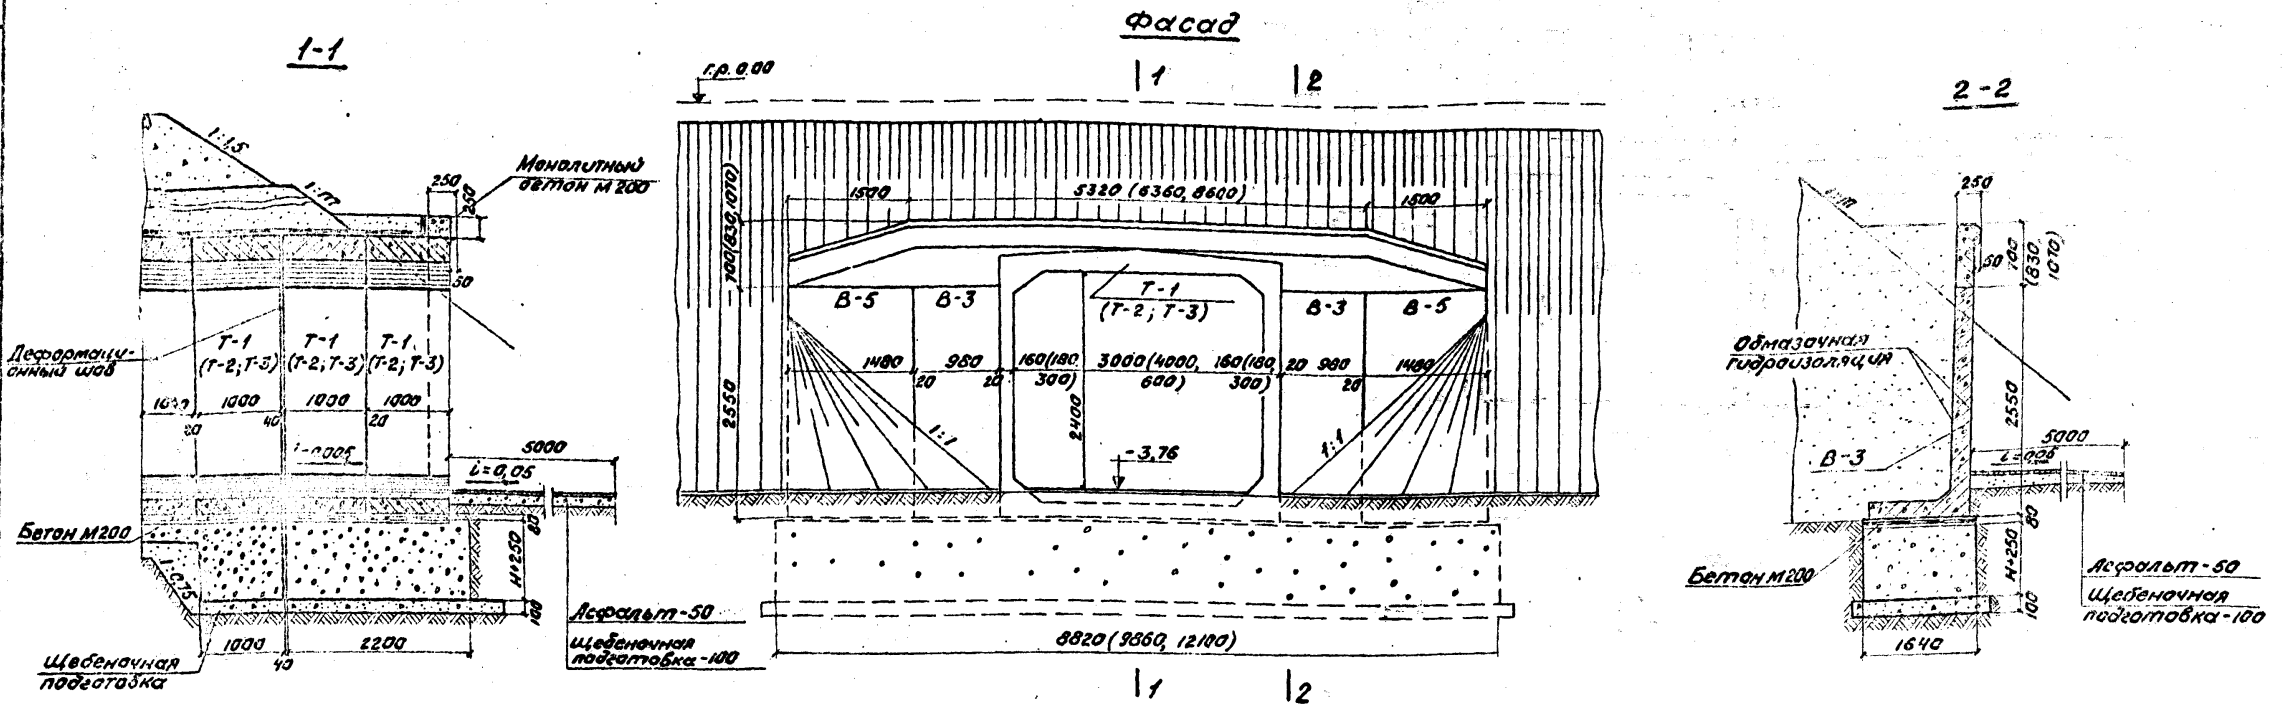 1-1
1:1,5
1:m
250
250
Монолитный
бетон М 200
50
Деформаци-
онный шов
Т-1
(Т-2; Т-3)
Т-1
(Т-2; Т-3)
Т-1
(Т-2; Т-3)
1000
1000
1000
20
40
20
i=0,005
5000
i=0,05
Бетон М200
1:0,75
80
Н+250
100
1000
40
2200
Щебеночная
подготовка
Асфальт-50
Щебеночная
подготовка-100
Фасад
1
2
г.р. 0.00
1500
5320 (6360, 8600)
1500
700(830,1070)
2550
В-5
В-3
Т-1
(Т-2; Т-3)
В-3
В-5
1480
20
980
20
160(180
300)
3000(4000,
600)
160(180,
300)
20
980
20
1480
2400
1:1
1:1
-3,76
8820 (9860, 12100)
1
2
2-2
1:m
250
50
700
(830
1070)
Обмазочная
гидроизоляция
2550
В-3
5000
i=0,05
80
Н+250
100
Бетон М200
1640
Асфальт-50
Щебеночная
подготовка-100